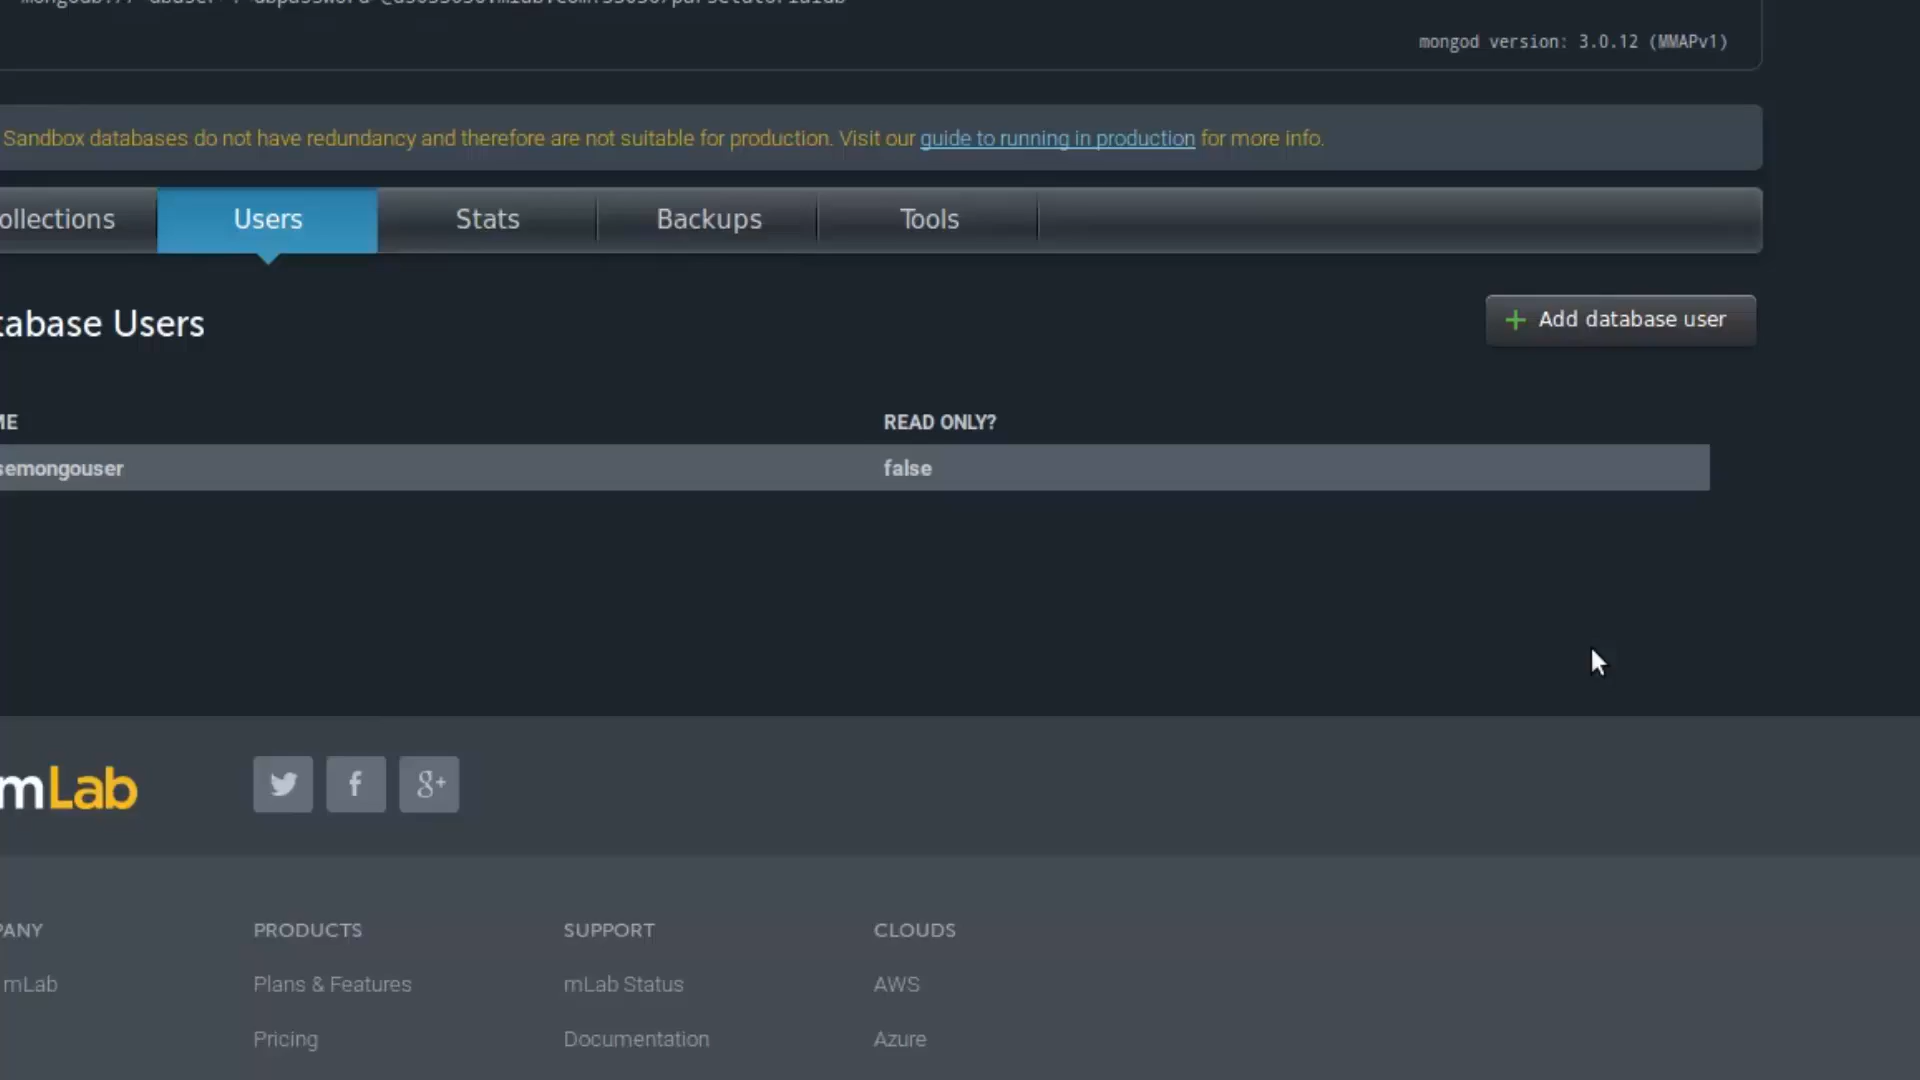 mongod version: 3.0.12 (MMAPv1)
Sandbox databases do not have redundancy and therefore are not suitable for production. Visit our guide to running in production for more info.
ollections Users Stats Backups Tools
tabase Users
+ Add database user
ME READ ONLY?
semongouser false
mLab
f g+
PANY PRODUCTS SUPPORT CLOUDS
mLab Plans & Features mLab Status AWS
Pricing Documentation Azure